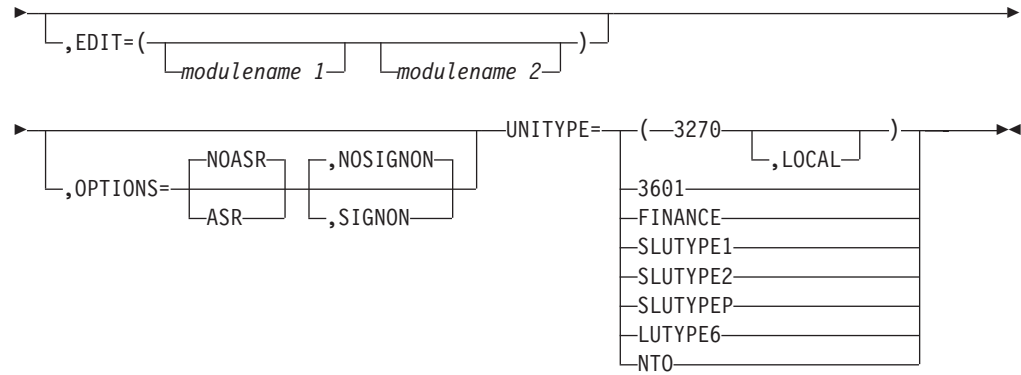 ,EDIT=( modulename 1 modulename 2 )
,OPTIONS= NOASR ,NOSIGNON UNITYPE= ( 3270 ,LOCAL )
ASR ,SIGNON
3601
FINANCE
SLUTYPE1
SLUTYPE2
SLUTYPEP
LUTYPE6
NTO